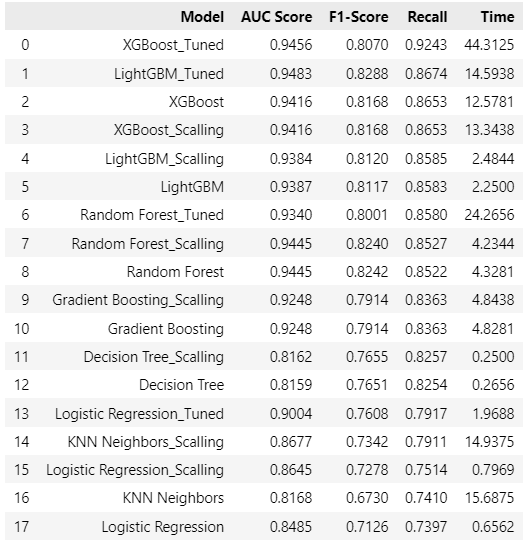 Model AUC Score F1-Score Recall Time
0 XGBoost_Tuned 0.9456 0.8070 0.9243 44.3125
1 LightGBM_Tuned 0.9483 0.8288 0.8674 14.5938
2 XGBoost 0.9416 0.8168 0.8653 12.5781
3 XGBoost_Scalling 0.9416 0.8168 0.8653 13.3438
4 LightGBM_Scalling 0.9384 0.8120 0.8585 2.4844
5 LightGBM 0.9387 0.8117 0.8583 2.2500
6 Random Forest_Tuned 0.9340 0.8001 0.8580 24.2656
7 Random Forest_Scalling 0.9445 0.8240 0.8527 4.2344
8 Random Forest 0.9445 0.8242 0.8522 4.3281
9 Gradient Boosting_Scalling 0.9248 0.7914 0.8363 4.8438
10 Gradient Boosting 0.9248 0.7914 0.8363 4.8281
11 Decision Tree_Scalling 0.8162 0.7655 0.8257 0.2500
12 Decision Tree 0.8159 0.7651 0.8254 0.2656
13 Logistic Regression_Tuned 0.9004 0.7608 0.7917 1.9688
14 KNN Neighbors_Scalling 0.8677 0.7342 0.7911 14.9375
15 Logistic Regression_Scalling 0.8645 0.7278 0.7514 0.7969
16 KNN Neighbors 0.8168 0.6730 0.7410 15.6875
17 Logistic Regression 0.8485 0.7126 0.7397 0.6562